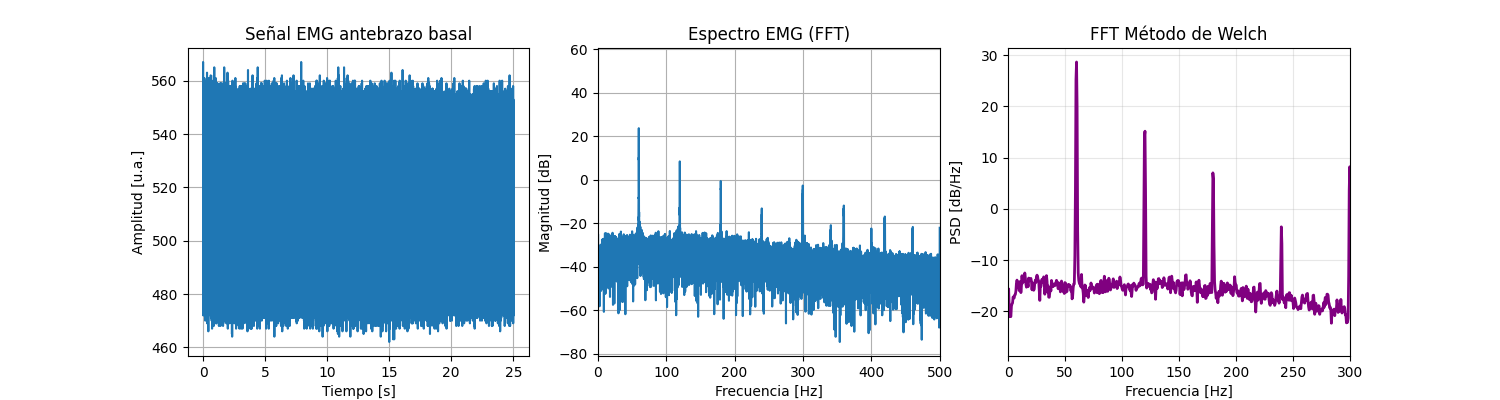 Señal EMG antebrazo basal
Amplitud [u.a.]
560
540
520
500
480
460
0 5 10 15 20 25
Tiempo [s]
Espectro EMG (FFT)
Magnitud [dB]
60
40
20
0
−20
−40
−60
−80
0 100 200 300 400 500
Frecuencia [Hz]
FFT Método de Welch
PSD [dB/Hz]
30
20
10
0
−10
−20
0 50 100 150 200 250 300
Frecuencia [Hz]